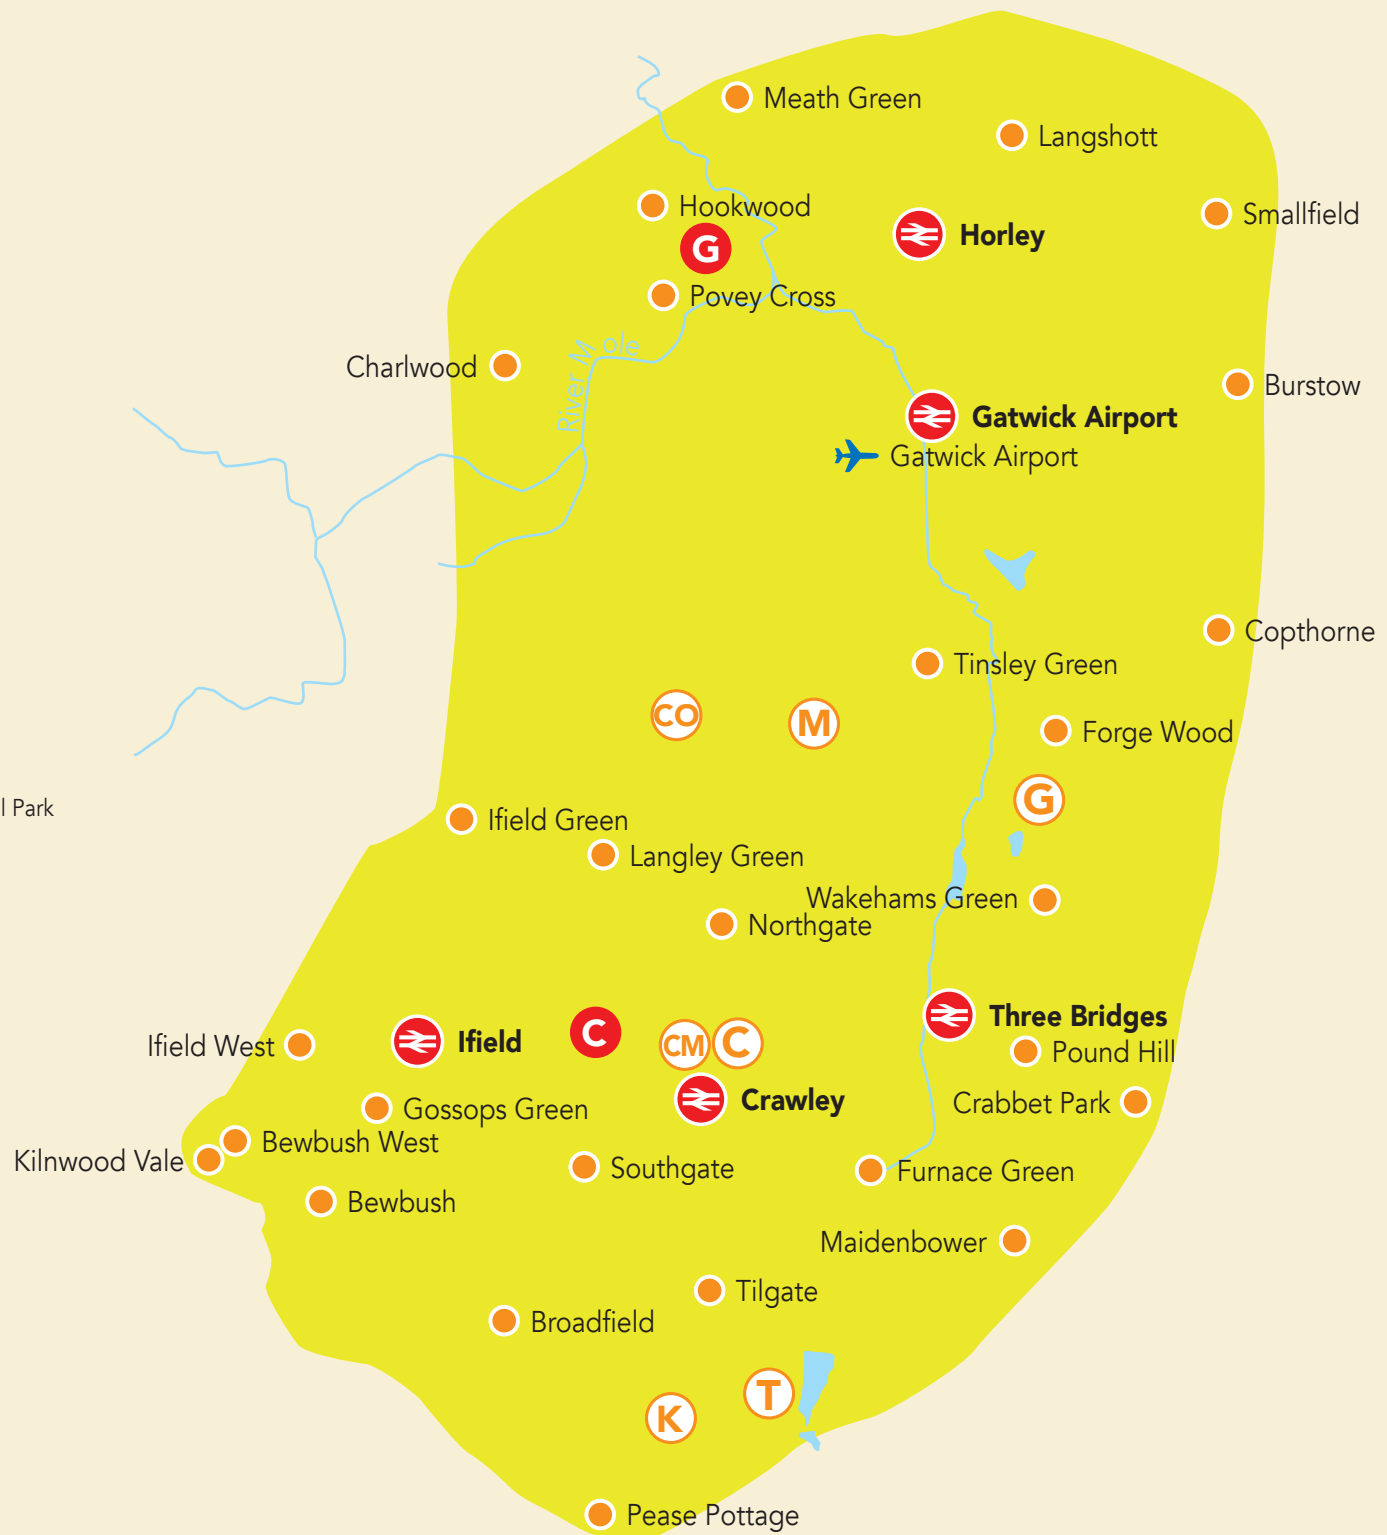 Meath Green
Langshott
Hookwood
Smallfield
Horley
G
Povey Cross
River Mole
Charlwood
Burstow
Gatwick Airport
Gatwick Airport
Copthorne
Tinsley Green
CO
M
Forge Wood
G
l Park
Ifield Green
Langley Green
Wakehams Green
Northgate
Three Bridges
C
Ifield
Ifield West
CM
C
Pound Hill
Crawley
Crabbet Park
Gossops Green
Bewbush West
Kilnwood Vale
Southgate
Furnace Green
Bewbush
Maidenbower
Tilgate
Broadfield
T
K
Pease Pottage